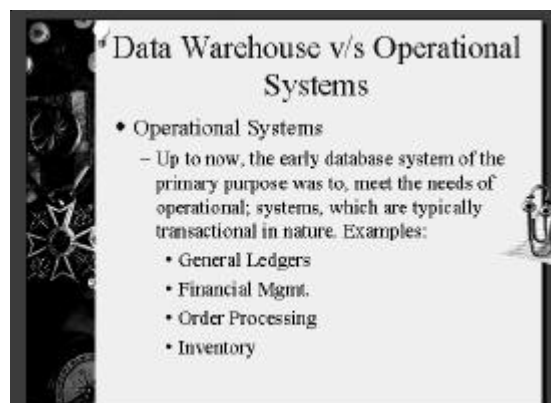 Data Warehouse v/s Operational
Systems
• Operational Systems
– Up to now, the early database system of the
primary purpose was to, meet the needs of
operational; systems, which are typically
transactional in nature. Examples:
• General Ledgers
• Financial Mgmt.
• Order Processing
• Inventory